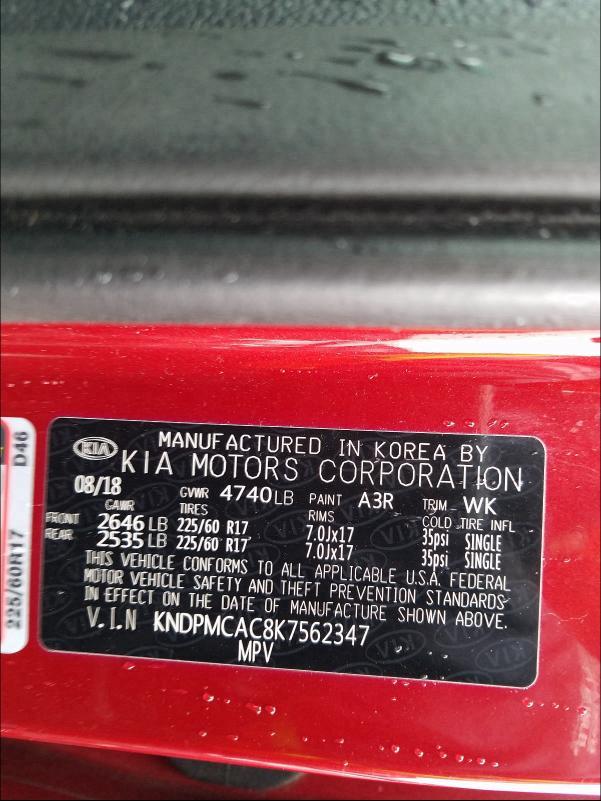 KIA
MANUFACTURED IN KOREA BY
KIA MOTORS CORPORATION
08/18 GVWR 4740 LB PAINT A3R TRIM WK
GAWR TIRES RIMS COLD TIRE INFL
FRONT 2646 LB 225/60 R17 7.0Jx17 35psi SINGLE
REAR 2535 LB 225/60 R17 7.0Jx17 35psi SINGLE
THIS VEHICLE CONFORMS TO ALL APPLICABLE U.S.A. FEDERAL
MOTOR VEHICLE SAFETY AND THEFT PREVENTION STANDARDS
IN EFFECT ON THE DATE OF MANUFACTURE SHOWN ABOVE.
V.I.N KNDPMCAC8K7562347
MPV
225/60R17 D46